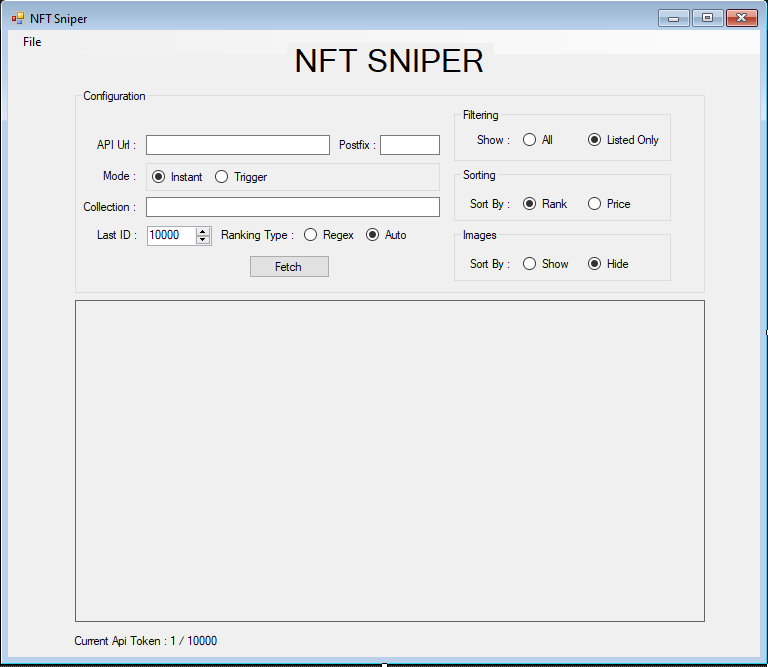 NFT Sniper
File
NFT SNIPER
Configuration
API Url :
Postfix :
Mode :
Instant
Trigger
Collection :
Last ID :
10000
Ranking Type :
Regex
Auto
Fetch
Filtering
Show :
All
Listed Only
Sorting
Sort By :
Rank
Price
Images
Sort By :
Show
Hide
Current Api Token : 1 / 10000